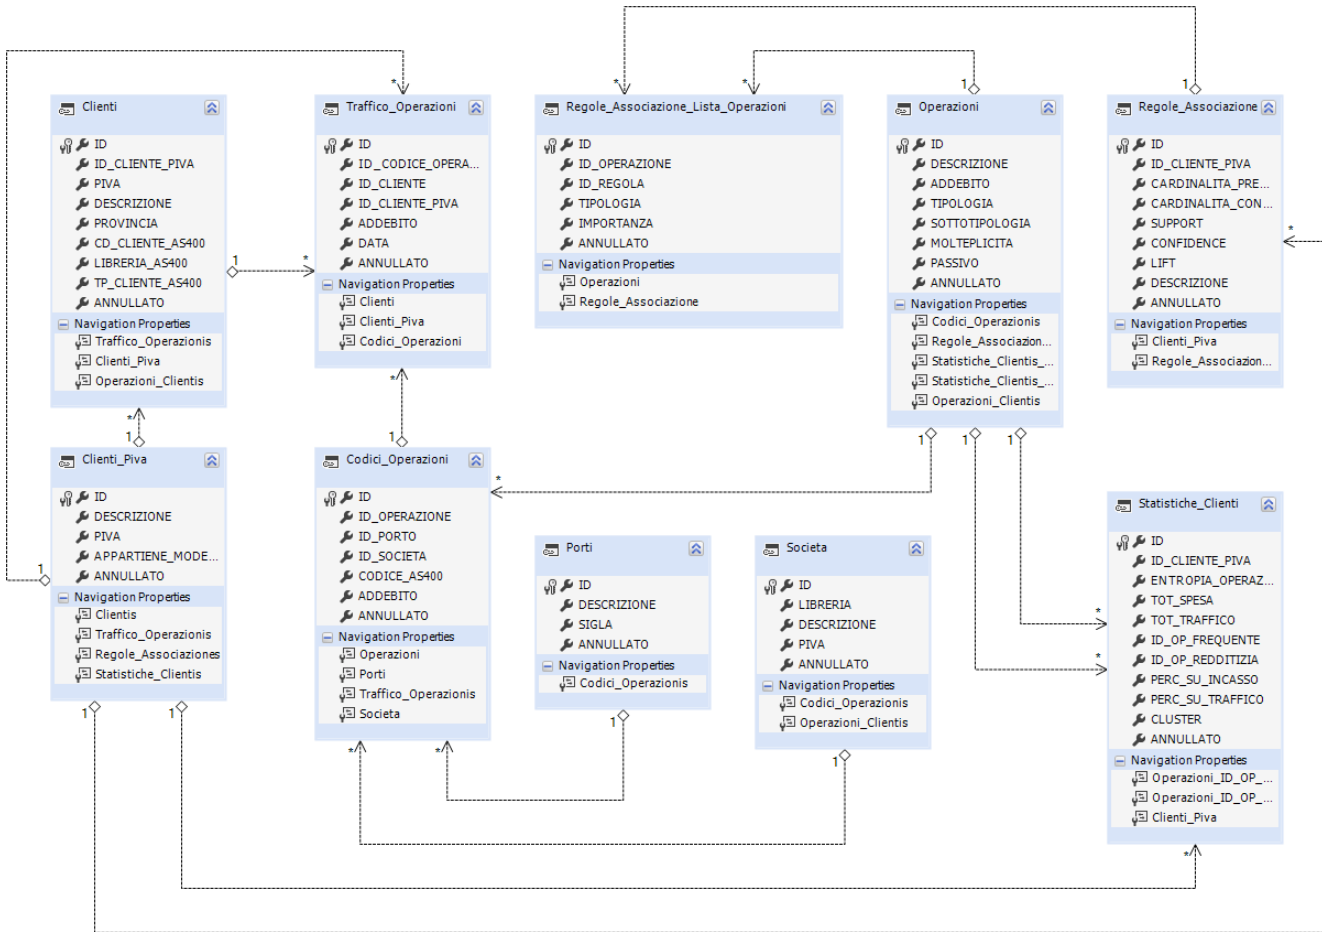 Clienti
ID
ID_CLIENTE_PIVA
PIVA
DESCRIZIONE
PROVINCIA
CD_CLIENTE_AS400
LIBRERIA_AS400
TP_CLIENTE_AS400
ANNULLATO
Navigation Properties
Traffico_Operazionis
Clienti_Piva
Operazioni_Clientis
Traffico_Operazioni
ID
ID_CODICE_OPERA...
ID_CLIENTE
ID_CLIENTE_PIVA
ADDEBITO
DATA
ANNULLATO
Navigation Properties
Clienti
Clienti_Piva
Codici_Operazioni
Regole_Associazione_Lista_Operazioni
ID
ID_OPERAZIONE
ID_REGOLA
TIPOLOGIA
IMPORTANZA
ANNULLATO
Navigation Properties
Operazioni
Regole_Associazione
Operazioni
ID
DESCRIZIONE
ADDEBITO
TIPOLOGIA
SOTTOTIPOLOGIA
MOLTEPLICITA
PASSIVO
ANNULLATO
Navigation Properties
Codici_Operazionis
Regole_Associazion...
Statistiche_Clientis_...
Statistiche_Clientis_...
Operazioni_Clientis
Regole_Associazione
ID
ID_CLIENTE_PIVA
CARDINALITA_PRE...
CARDINALITA_CON...
SUPPORT
CONFIDENCE
LIFT
DESCRIZIONE
ANNULLATO
Navigation Properties
Clienti_Piva
Regole_Associazion...
Clienti_Piva
ID
DESCRIZIONE
PIVA
APPARTIENE_MODE...
ANNULLATO
Navigation Properties
Clientis
Traffico_Operazionis
Regole_Associaziones
Statistiche_Clientis
Codici_Operazioni
ID
ID_OPERAZIONE
ID_PORTO
ID_SOCIETA
CODICE_AS400
ADDEBITO
ANNULLATO
Navigation Properties
Operazioni
Porti
Traffico_Operazionis
Societa
Porti
ID
DESCRIZIONE
SIGLA
ANNULLATO
Navigation Properties
Codici_Operazionis
Societa
ID
LIBRERIA
DESCRIZIONE
PIVA
ANNULLATO
Navigation Properties
Codici_Operazionis
Operazioni_Clientis
Statistiche_Clienti
ID
ID_CLIENTE_PIVA
ENTROPIA_OPERAZ...
TOT_SPESA
TOT_TRAFFICO
ID_OP_FREQUENTE
ID_OP_REDDITIZIA
PERC_SU_INCASSO
PERC_SU_TRAFFICO
CLUSTER
ANNULLATO
Navigation Properties
Operazioni_ID_OP_...
Operazioni_ID_OP_...
Clienti_Piva